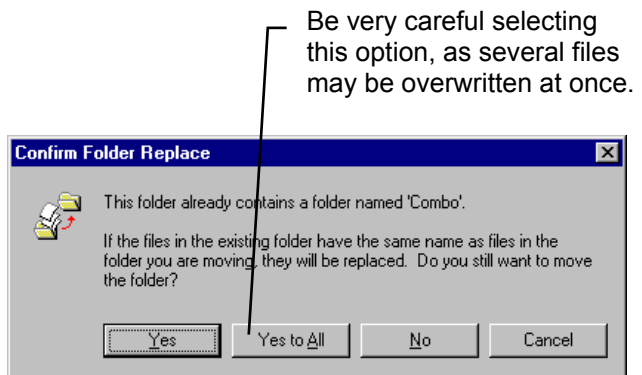 Be very careful selecting
this option, as several files
may be overwritten at once.
Confirm Folder Replace
This folder already contains a folder named 'Combo'.
If the files in the existing folder have the same name as files in the
folder you are moving, they will be replaced. Do you still want to move
the folder?
Yes
Yes to All
No
Cancel